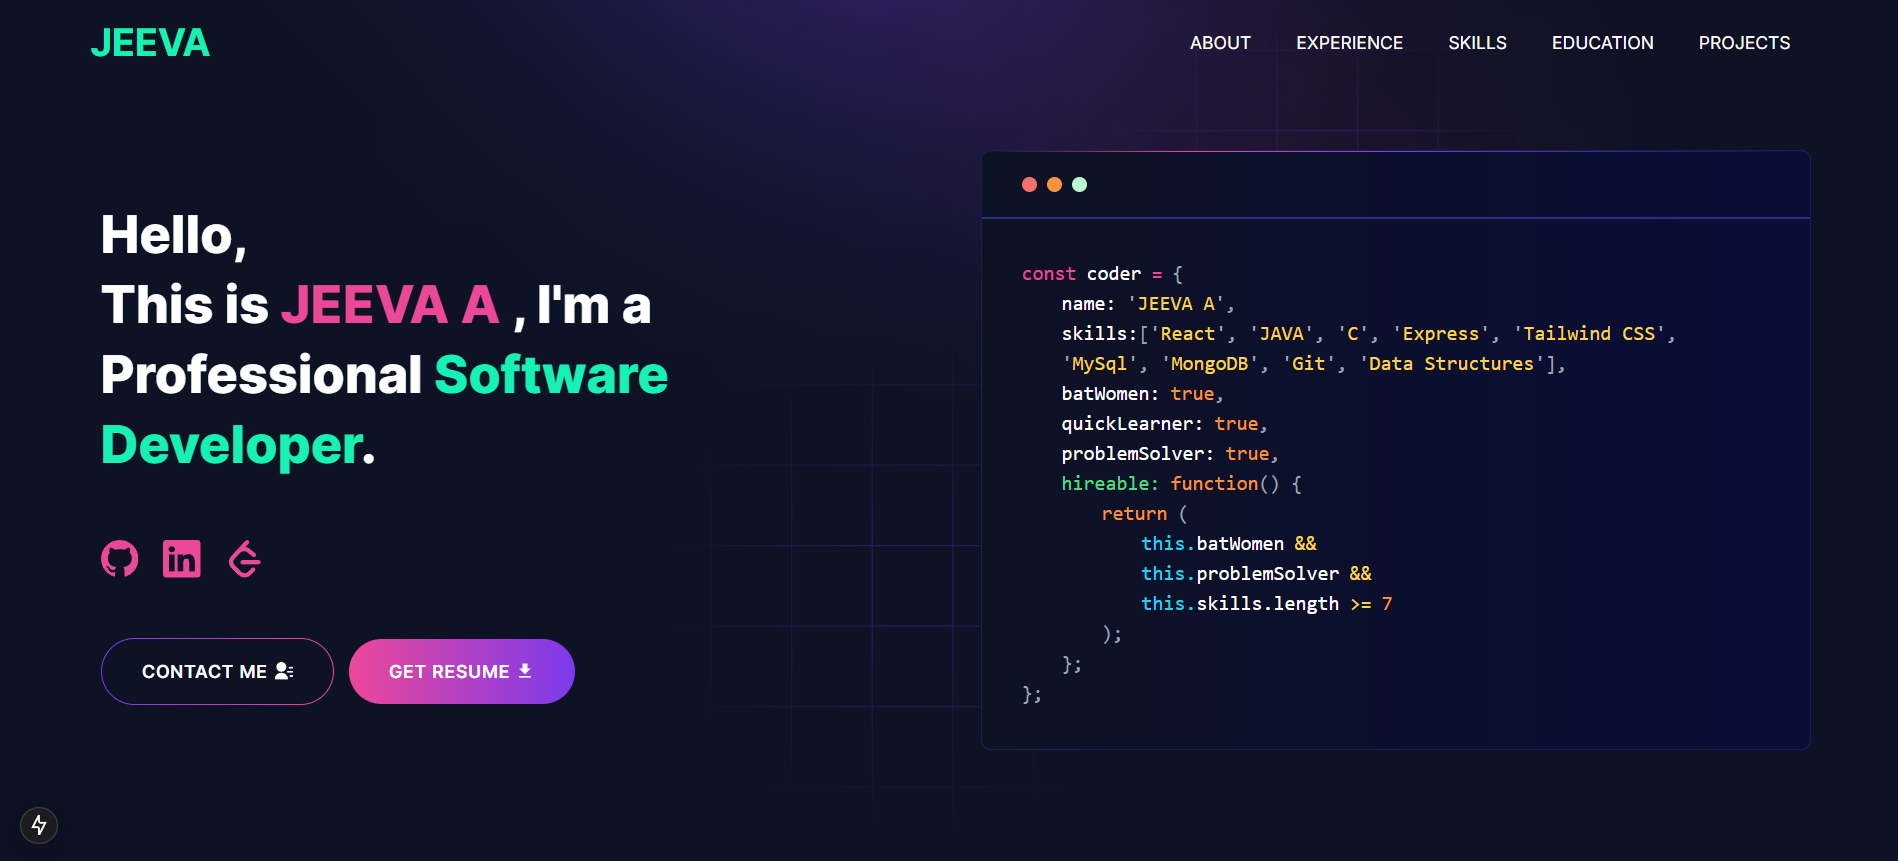 JEEVA
ABOUT EXPERIENCE SKILLS EDUCATION PROJECTS
Hello,
This is JEEVA A , I'm a
Professional Software
Developer.
CONTACT ME
GET RESUME
const coder = {
name: 'JEEVA A',
skills:['React', 'JAVA', 'C', 'Express', 'Tailwind CSS',
'MySql', 'MongoDB', 'Git', 'Data Structures'],
batWomen: true,
quickLearner: true,
problemSolver: true,
hireable: function() {
return (
this.batWomen &&
this.problemSolver &&
this.skills.length >= 7
);
};
};